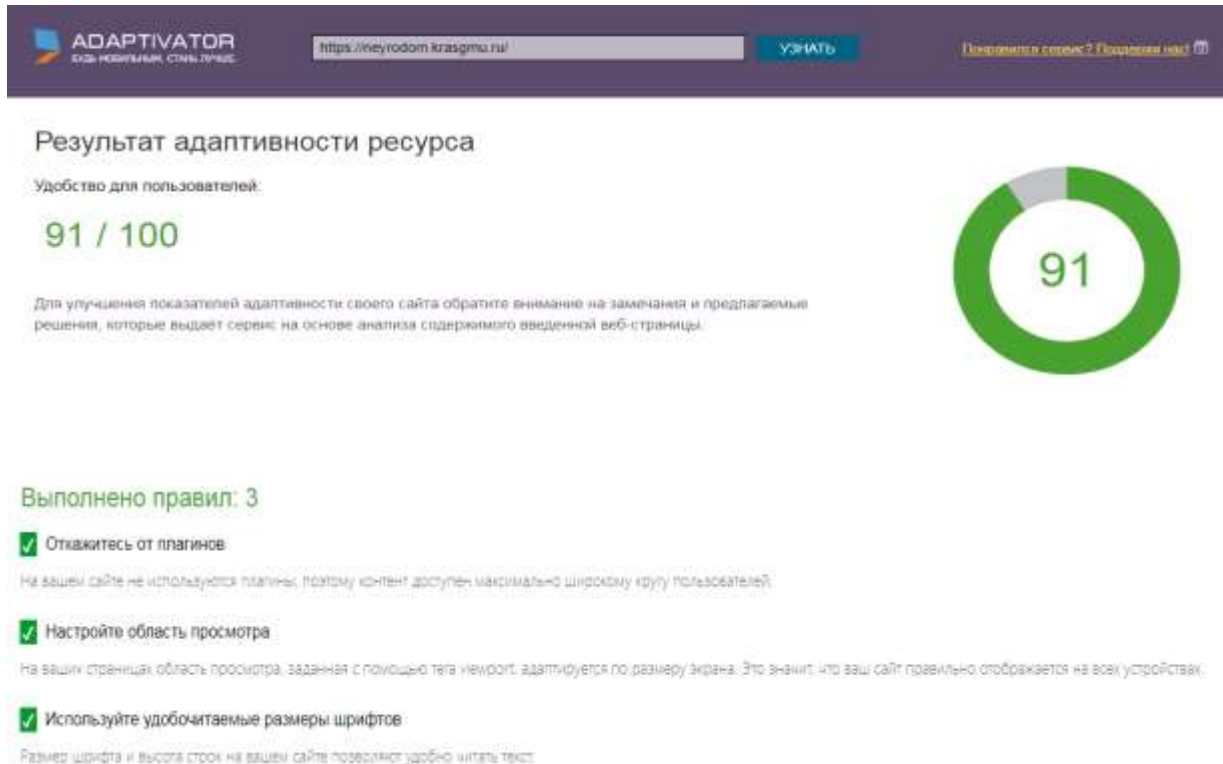 ADAPTIVATOR
БУДЬ МОБИЛЬНЫМ, СТАНЬ ЛУЧШЕ
https://neyrodom.krasgmu.ru/
УЗНАТЬ
Понравился сервис? Поддержи нас!
Результат адаптивности ресурса
Удобство для пользователей:
91 / 100
91
Для улучшения показателей адаптивности своего сайта обратите внимание на замечания и предлагаемые
решения, которые выдаёт сервис на основе анализа содержимого введенной веб-страницы.
Выполнено правил: 3
Откажитесь от плагинов
На вашем сайте не используются плагины, поэтому контент доступен максимально широкому кругу пользователей.
Настройте область просмотра
На ваших страницах область просмотра, заданная с помощью тега viewport, адаптируется по размеру экрана. Это значит, что ваш сайт правильно отображается на всех устройствах.
Используйте удобочитаемые размеры шрифтов
Размер шрифта и высота строк на вашем сайте позволяют удобно читать текст.